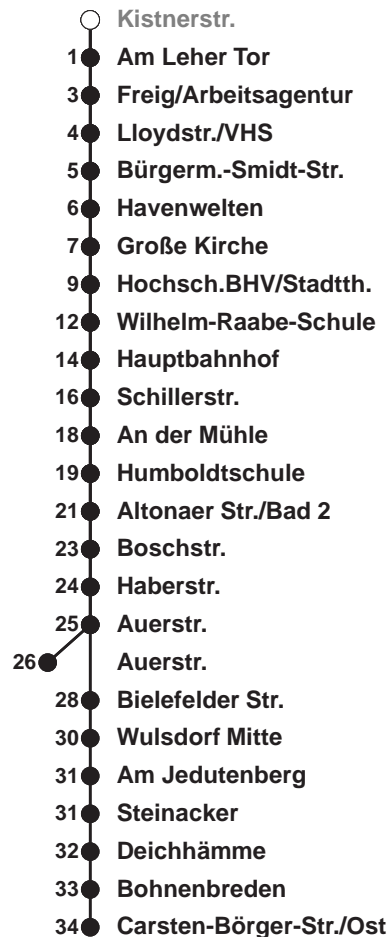 Kistnerstr.
1 Am Leher Tor
3 Freig/Arbeitsagentur
4 Lloydstr./VHS
5 Bürgerm.-Smidt-Str.
6 Havenwelten
7 Große Kirche
9 Hochsch.BHV/Stadtth.
12 Wilhelm-Raabe-Schule
14 Hauptbahnhof
16 Schillerstr.
18 An der Mühle
19 Humboldtschule
21 Altonaer Str./Bad 2
23 Boschstr.
24 Haberstr.
25 Auerstr.
26 Auerstr.
28 Bielefelder Str.
30 Wulsdorf Mitte
31 Am Jedutenberg
31 Steinacker
32 Deichhämme
33 Bohnenbreden
34 Carsten-Börger-Str./Ost